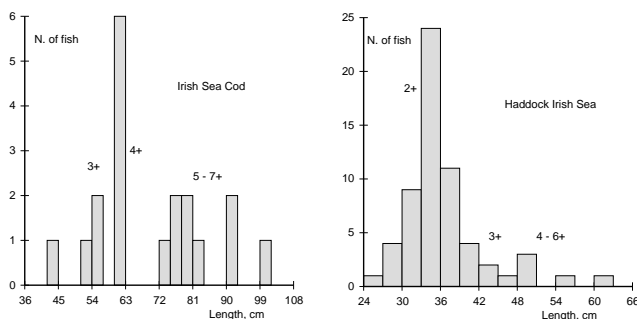 6
N. of fish
5
Irish Sea Cod
4
3
3+
4+
5 - 7+
2
1
0
36 45 54 63 72 81 90 99 108
Length, cm
25
N. of fish
20
2+
Haddock Irish Sea
15
10
5
3+
4 - 6+
0
24 30 36 42 48 54 60 66
Length, cm